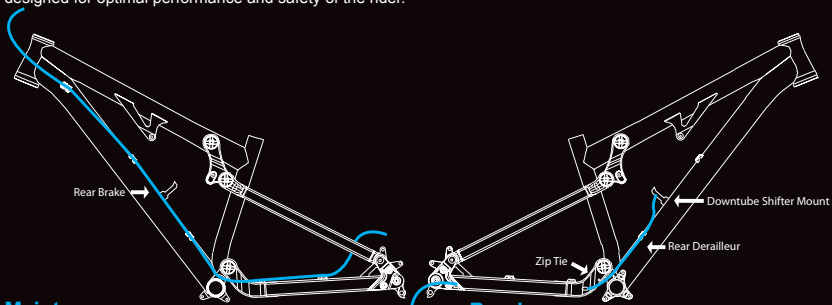 designed for optimal performance and safety of the rider.
Rear Brake
Downtube Shifter Mount
Rear Derailleur
Zip Tie